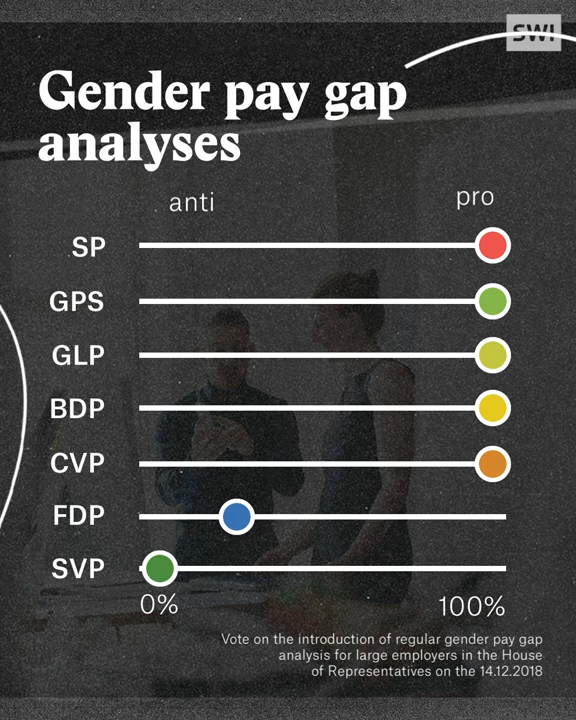 SWI
Gender pay gap
analyses
anti
pro
SP
GPS
GLP
BDP
CVP
FDP
SVP
0%
100%
Vote on the introduction of regular gender pay gap
analysis for large employers in the House
of Representatives on the 14.12.2018